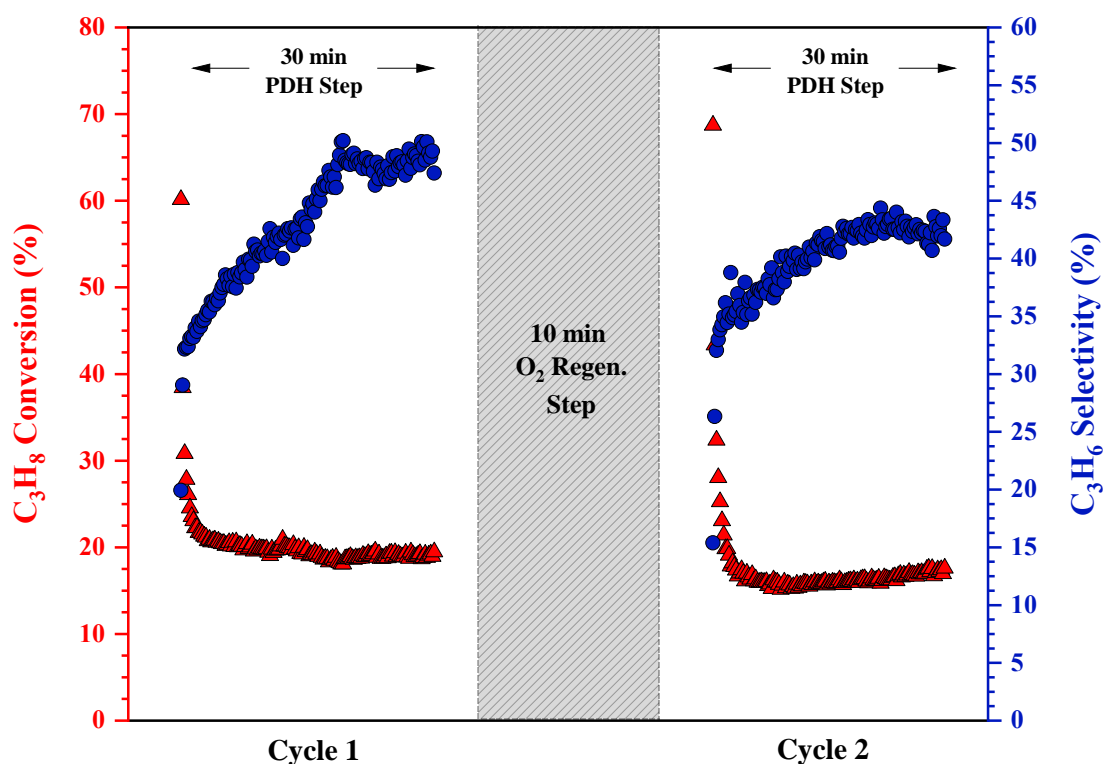 C₃H₈ Conversion (%)
80
70
60
50
40
30
20
10
0
30 min
PDH Step
10 min
O₂ Regen.
Step
30 min
PDH Step
60
55
50
45
40
35
30
25
20
15
10
5
0
C₃H₆ Selectivity (%)
Cycle 1
Cycle 2